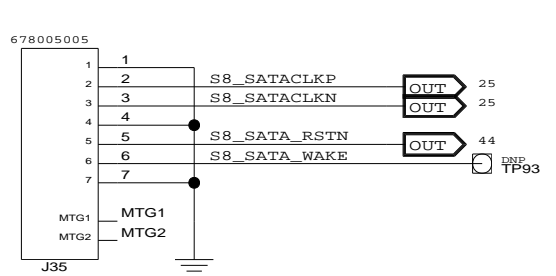 678005005
1 1
2 2 S8_SATACLKP OUT 25
3 3 S8_SATACLKN OUT 25
4 4
5 5 S8_SATA_RSTN OUT 44
6 6 S8_SATA_WAKE DNP
TP93
7 7
MTG1 MTG1
MTG2 MTG2
J35